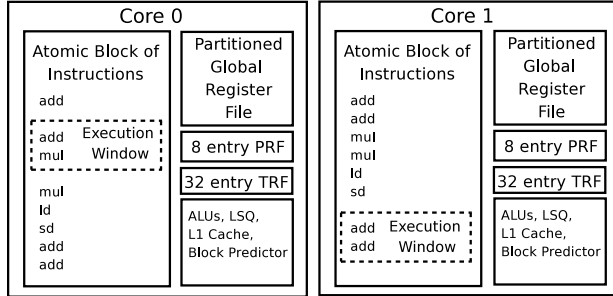 Core 0
Atomic Block of
Instructions
add
add Execution
mul Window
mul
ld
sd
add
add
Partitioned
Global
Register
File
8 entry PRF
32 entry TRF
ALUs, LSQ,
L1 Cache,
Block Predictor
Core 1
Atomic Block of
Instructions
add
add
mul
mul
ld
sd
add Execution
add Window
Partitioned
Global
Register
File
8 entry PRF
32 entry TRF
ALUs, LSQ,
L1 Cache,
Block Predictor